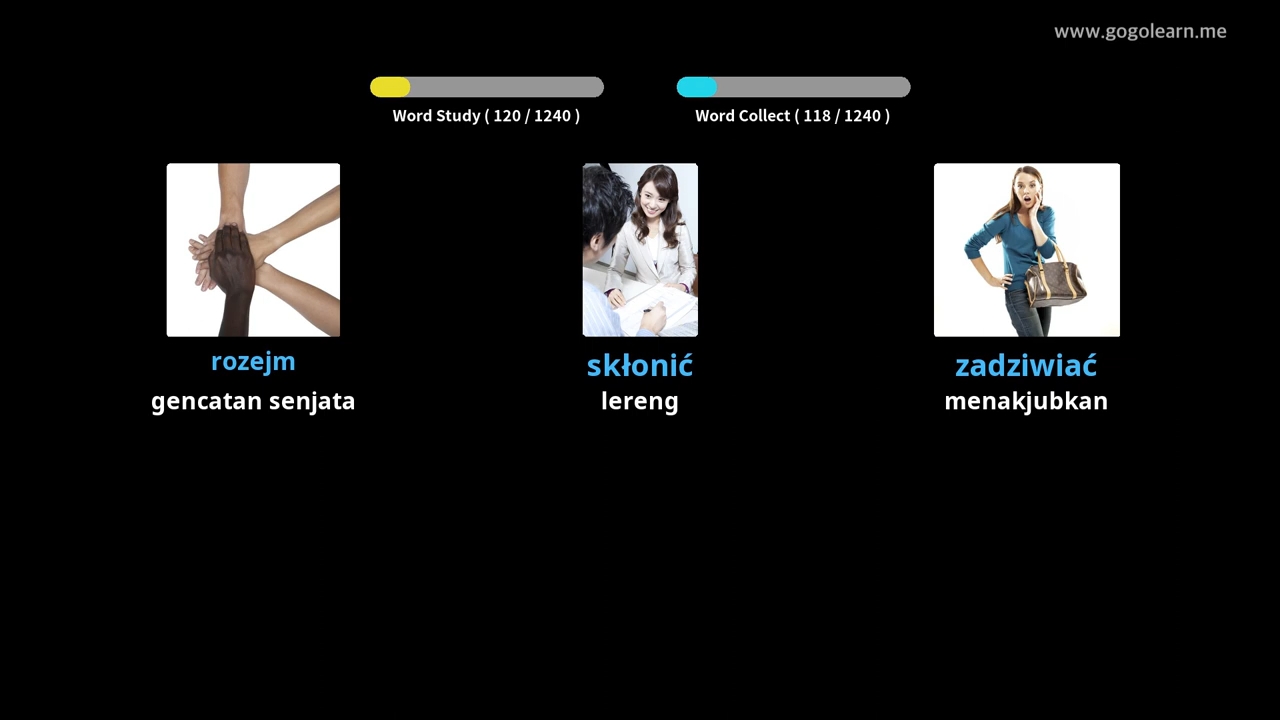 www.gogolearn.me
Word Study ( 120 / 1240 )
Word Collect ( 118 / 1240 )
rozejm
gencatan senjata
skłonić
lereng
zadziwiać
menakjubkan